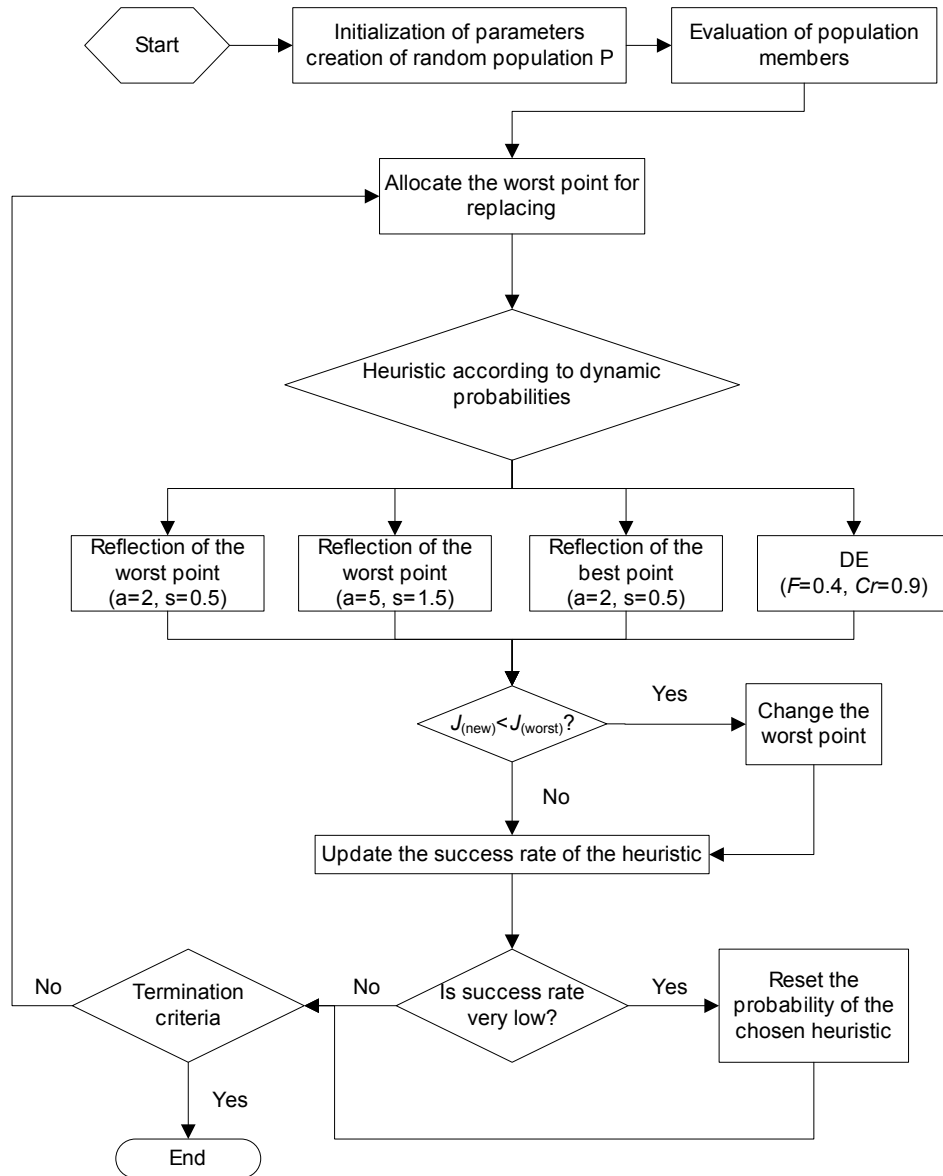 Start
Initialization of parameters
creation of random population P
Evaluation of population
members
Allocate the worst point for
replacing
Heuristic according to dynamic
probabilities
Reflection of the
worst point
(a=2, s=0.5)
Reflection of the
worst point
(a=5, s=1.5)
Reflection of the
best point
(a=2, s=0.5)
DE
(F=0.4, Cr=0.9)
J(new)<J(worst)?
Yes
Change the
worst point
No
Update the success rate of the heuristic
No
Termination
criteria
No
Is success rate
very low?
Yes
Reset the
probability of the
chosen heuristic
Yes
End